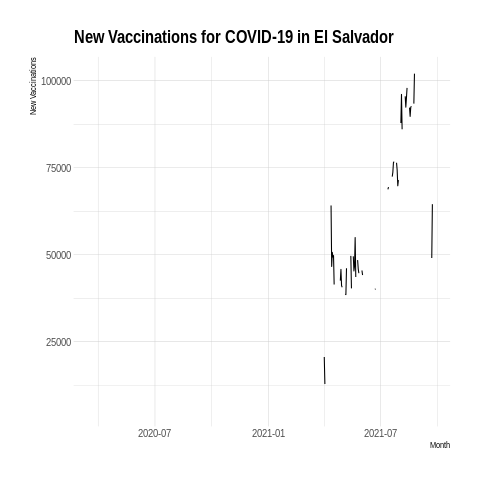 New Vaccinations for COVID-19 in El Salvador
New Vaccinations
100000
75000
50000
25000
2020-07
2021-01
2021-07
Month